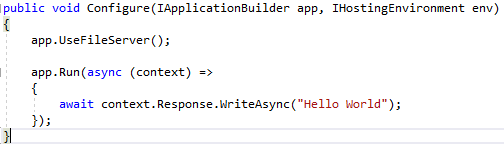 public void Configure(IApplicationBuilder app, IHostingEnvironment env)
{
    app.UseFileServer();

    app.Run(async (context) =>
    {
        await context.Response.WriteAsync("Hello World");
    });
}